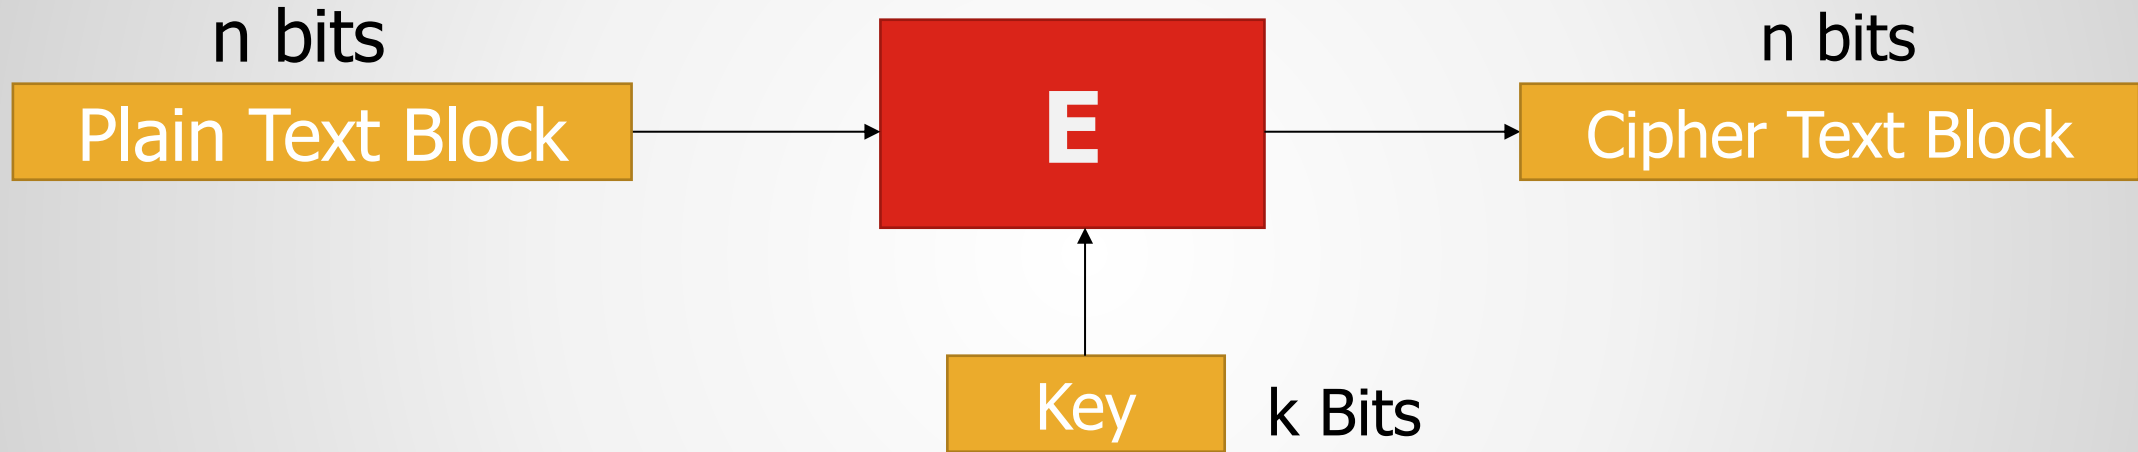 n bits
n bits
Plain Text Block
E
Cipher Text Block
Key
k Bits